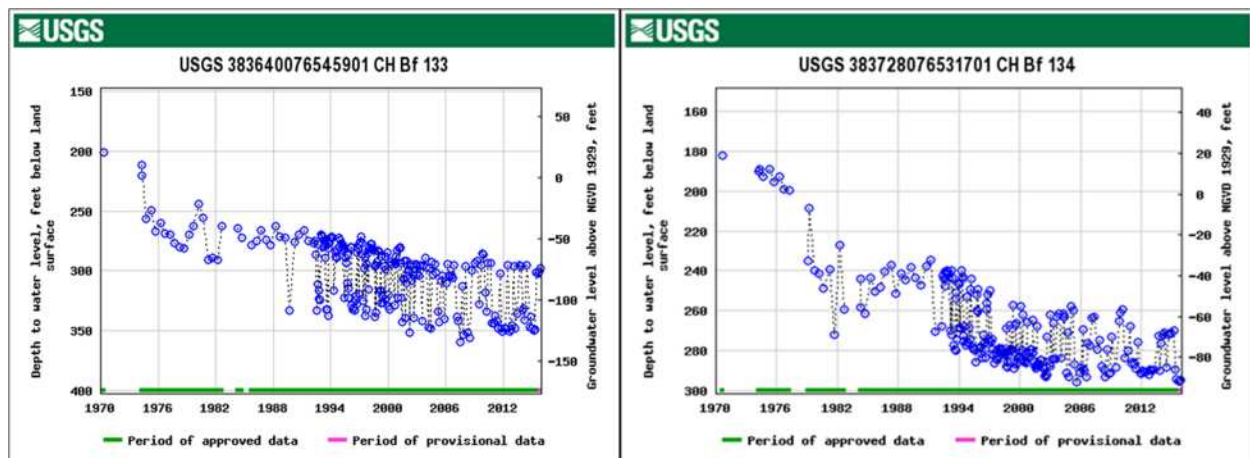 USGS
USGS 383640076545901 CH Bf 133
Depth to water level, feet below land
surface
150
200
250
300
350
400
50
0
-50
-100
-150
Groundwater level above NGVD 1929, feet
1970 1976 1982 1988 1994 2000 2006 2012
Period of approved data Period of provisional data
USGS
USGS 383728076531701 CH Bf 134
Depth to water level, feet below land
surface
160
180
200
220
240
260
280
300
40
20
0
-20
-40
-60
-80
Groundwater level above NGVD 1929, feet
1970 1976 1982 1988 1994 2000 2006 2012
Period of approved data Period of provisional data